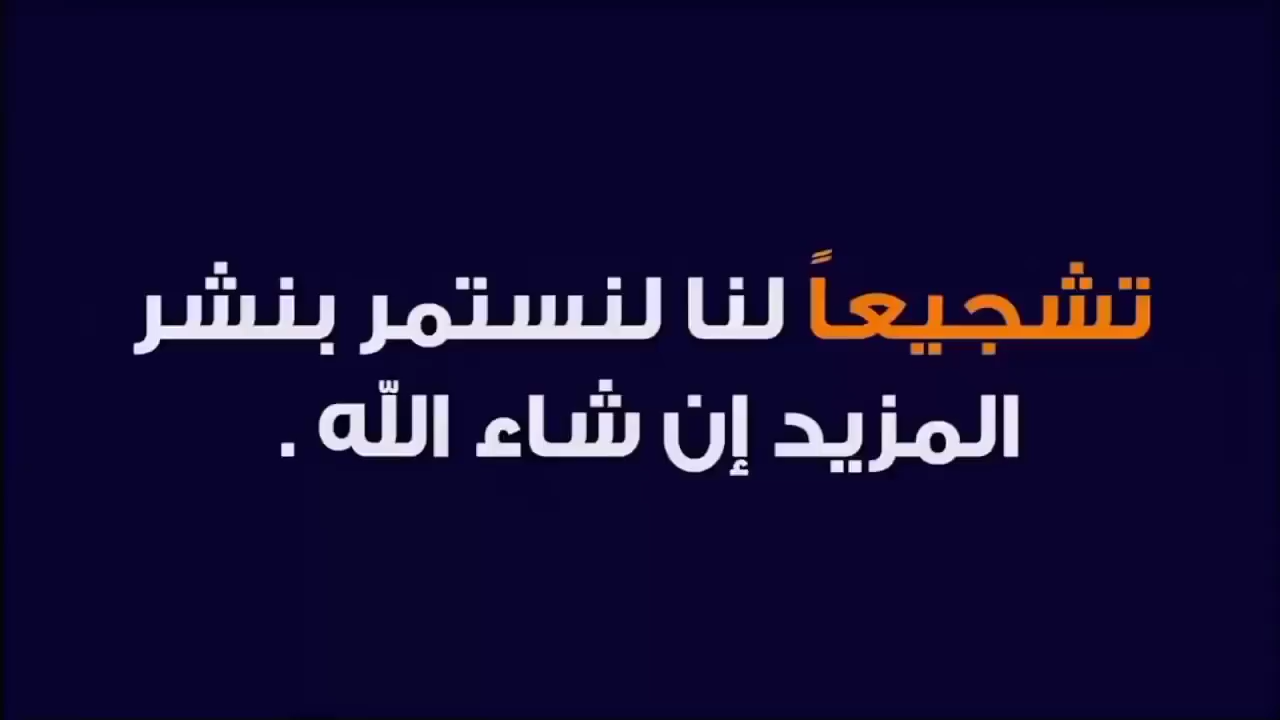 تشجيعاً لنا لنستمر بنشر
المزيد إن شاء اللّه .